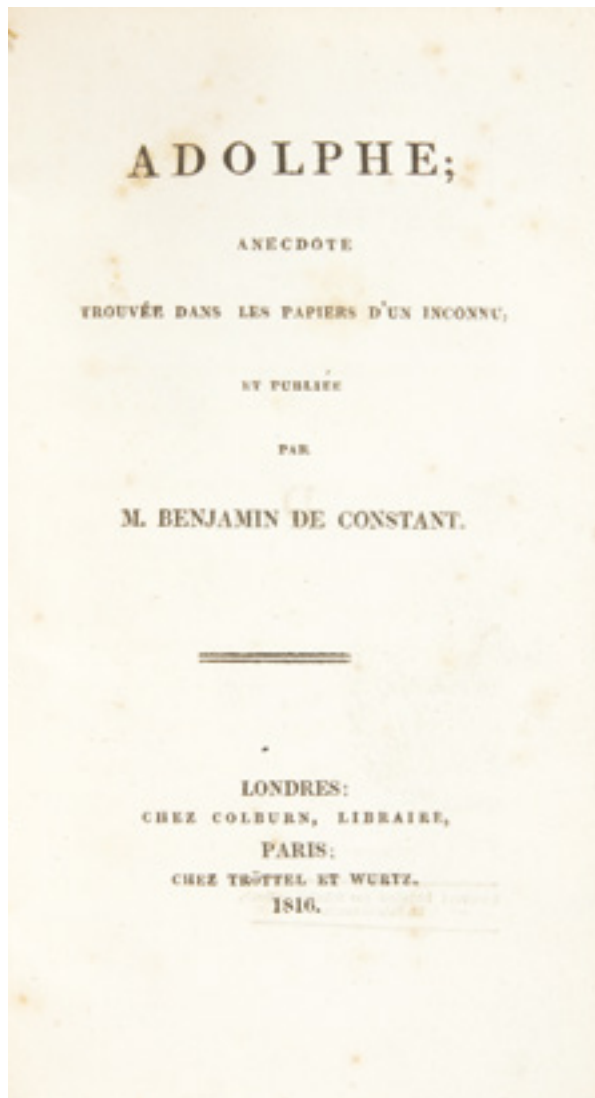 ADOLPHE;
ANECDOTE
TROUVÉE DANS LES PAPIERS D'UN INCONNU,
ET PUBLIÉE
PAR
M. BENJAMIN DE CONSTANT.
LONDRES:
CHEZ COLBURN, LIBRAIRE,
PARIS:
CHEZ TRÖTTEL ET WURTZ.
1816.